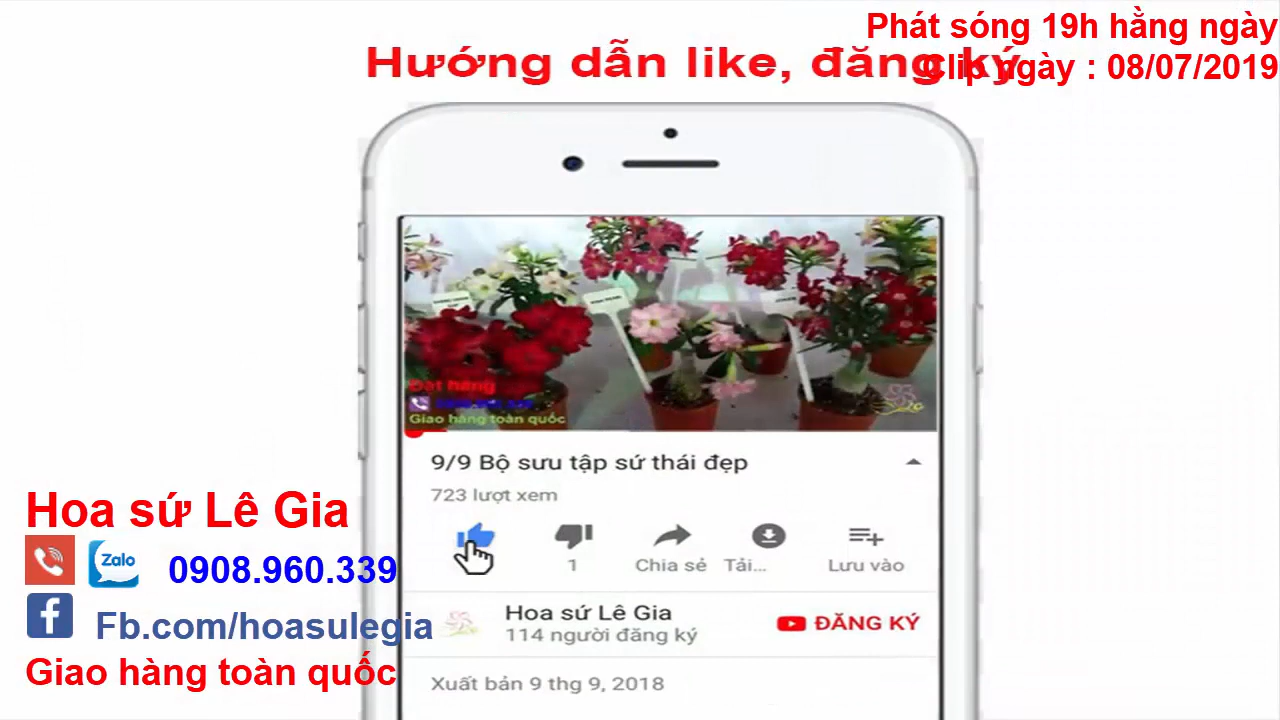 Phát sóng 19h hằng ngày
Hướng dẫn like, đăng ký
Clip ngày : 08/07/2019
Đặt hàng
Giao hàng toàn quốc
9/9 Bộ sưu tập sứ thái đẹp
723 lượt xem
1
Chia sẻ
Tải...
Lưu vào
Hoa sứ Lê Gia
114 người đăng ký
ĐĂNG KÝ
Xuất bản 9 thg 9, 2018
Hoa sứ Lê Gia
Zalo
0908.960.339
Fb.com/hoasulegia
Giao hàng toàn quốc